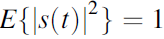 E{|s(t)|²} = 1